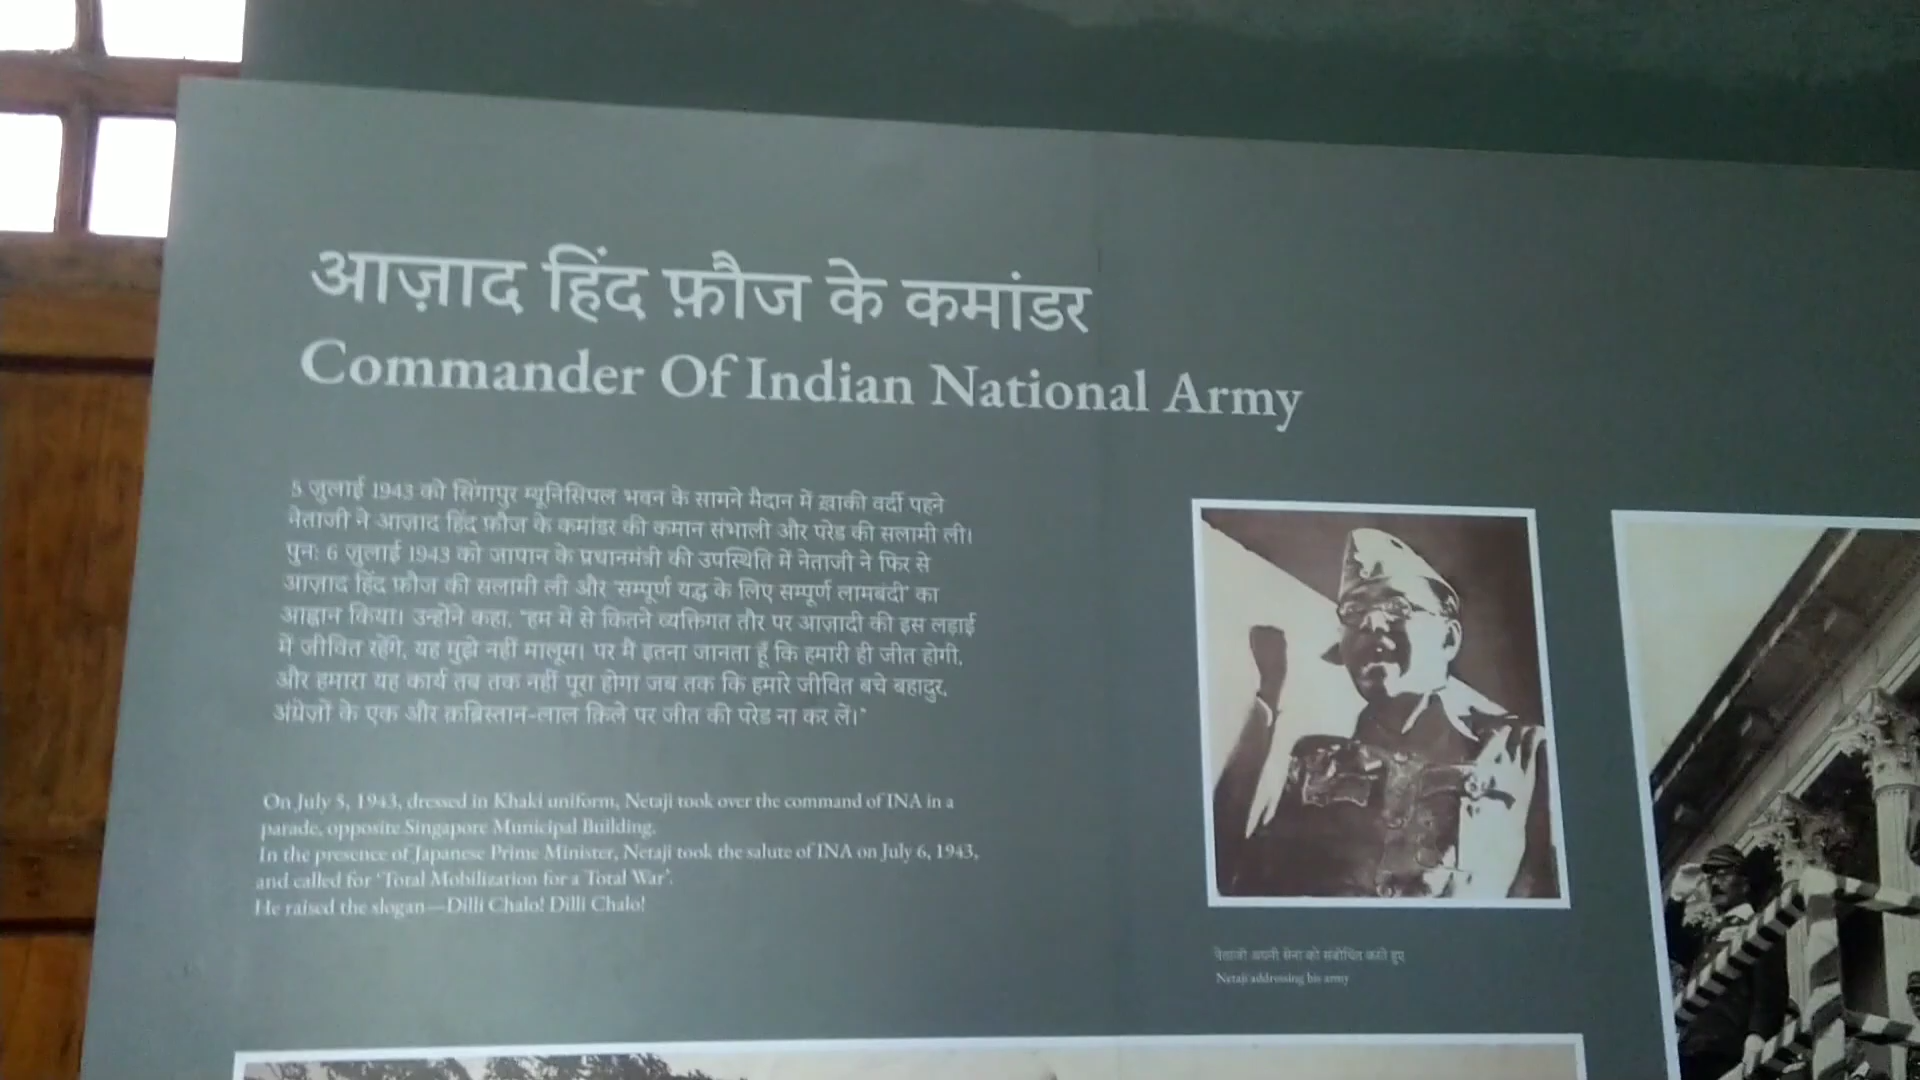 आज़ाद हिंद फ़ौज के कमांडर
Commander Of Indian National Army
5 जुलाई 1943 को सिंगापुर म्यूनिसिपल भवन के सामने मैदान में ख़ाकी वर्दी पहने
नेताजी ने आज़ाद हिंद फ़ौज के कमांडर की कमान संभाली और परेड की सलामी ली।
पुनः 6 जुलाई 1943 को जापान के प्रधानमंत्री की उपस्थिति में नेताजी ने फिर से
आज़ाद हिंद फ़ौज की सलामी ली और 'सम्पूर्ण यद्ध के लिए सम्पूर्ण लामबंदी' का
आह्वान किया। उन्होंने कहा, "हम में से कितने व्यक्तिगत तौर पर आज़ादी की इस लड़ाई
में जीवित रहेंगे, यह मुझे नहीं मालूम। पर मैं इतना जानता हूँ कि हमारी ही जीत होगी,
और हमारा यह कार्य तब तक नहीं पूरा होगा जब तक कि हमारे जीवित बचे बहादुर,
अंग्रेज़ों के एक और क़ब्रिस्तान-लाल क़िले पर जीत की परेड ना कर लें।"
On July 5, 1943, dressed in Khaki uniform, Netaji took over the command of INA in a
parade, opposite Singapore Municipal Building.
In the presence of Japanese Prime Minister, Netaji took the salute of INA on July 6, 1943,
and called for 'Total Mobilization for a Total War'.
He raised the slogan—Dilli Chalo! Dilli Chalo!
नेताजी अपनी सेना को संबोधित करते हुए
Netaji addressing his army